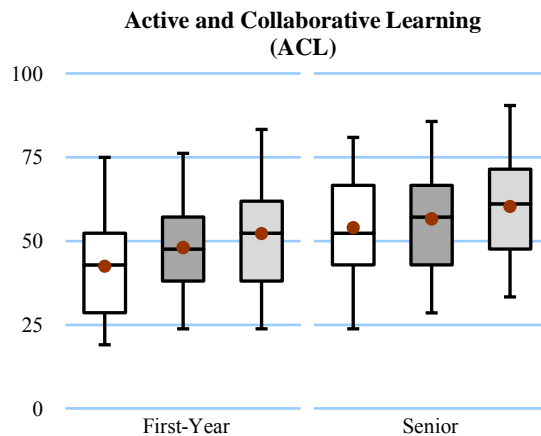 Active and Collaborative Learning
(ACL)
100
75
50
25
0
First-Year
Senior